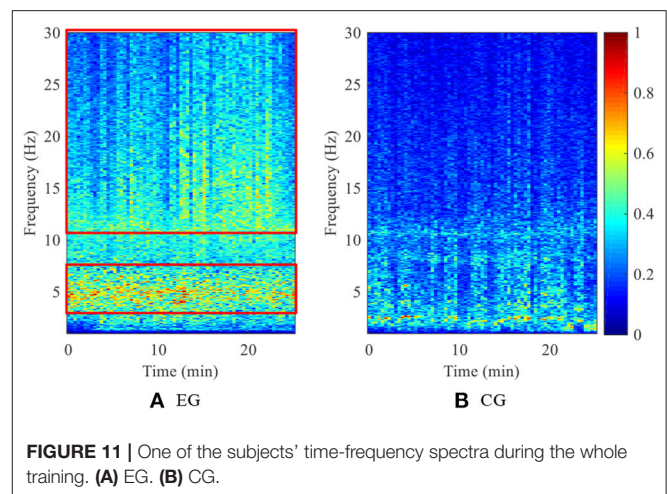 30
25
20
15
10
5
Frequency (Hz)
0 10 20
Time (min)
A EG
30
25
20
15
10
5
Frequency (Hz)
0 10 20
Time (min)
B CG
1
0.8
0.6
0.4
0.2
0
FIGURE 11 | One of the subjects’ time-frequency spectra during the whole
training. (A) EG. (B) CG.